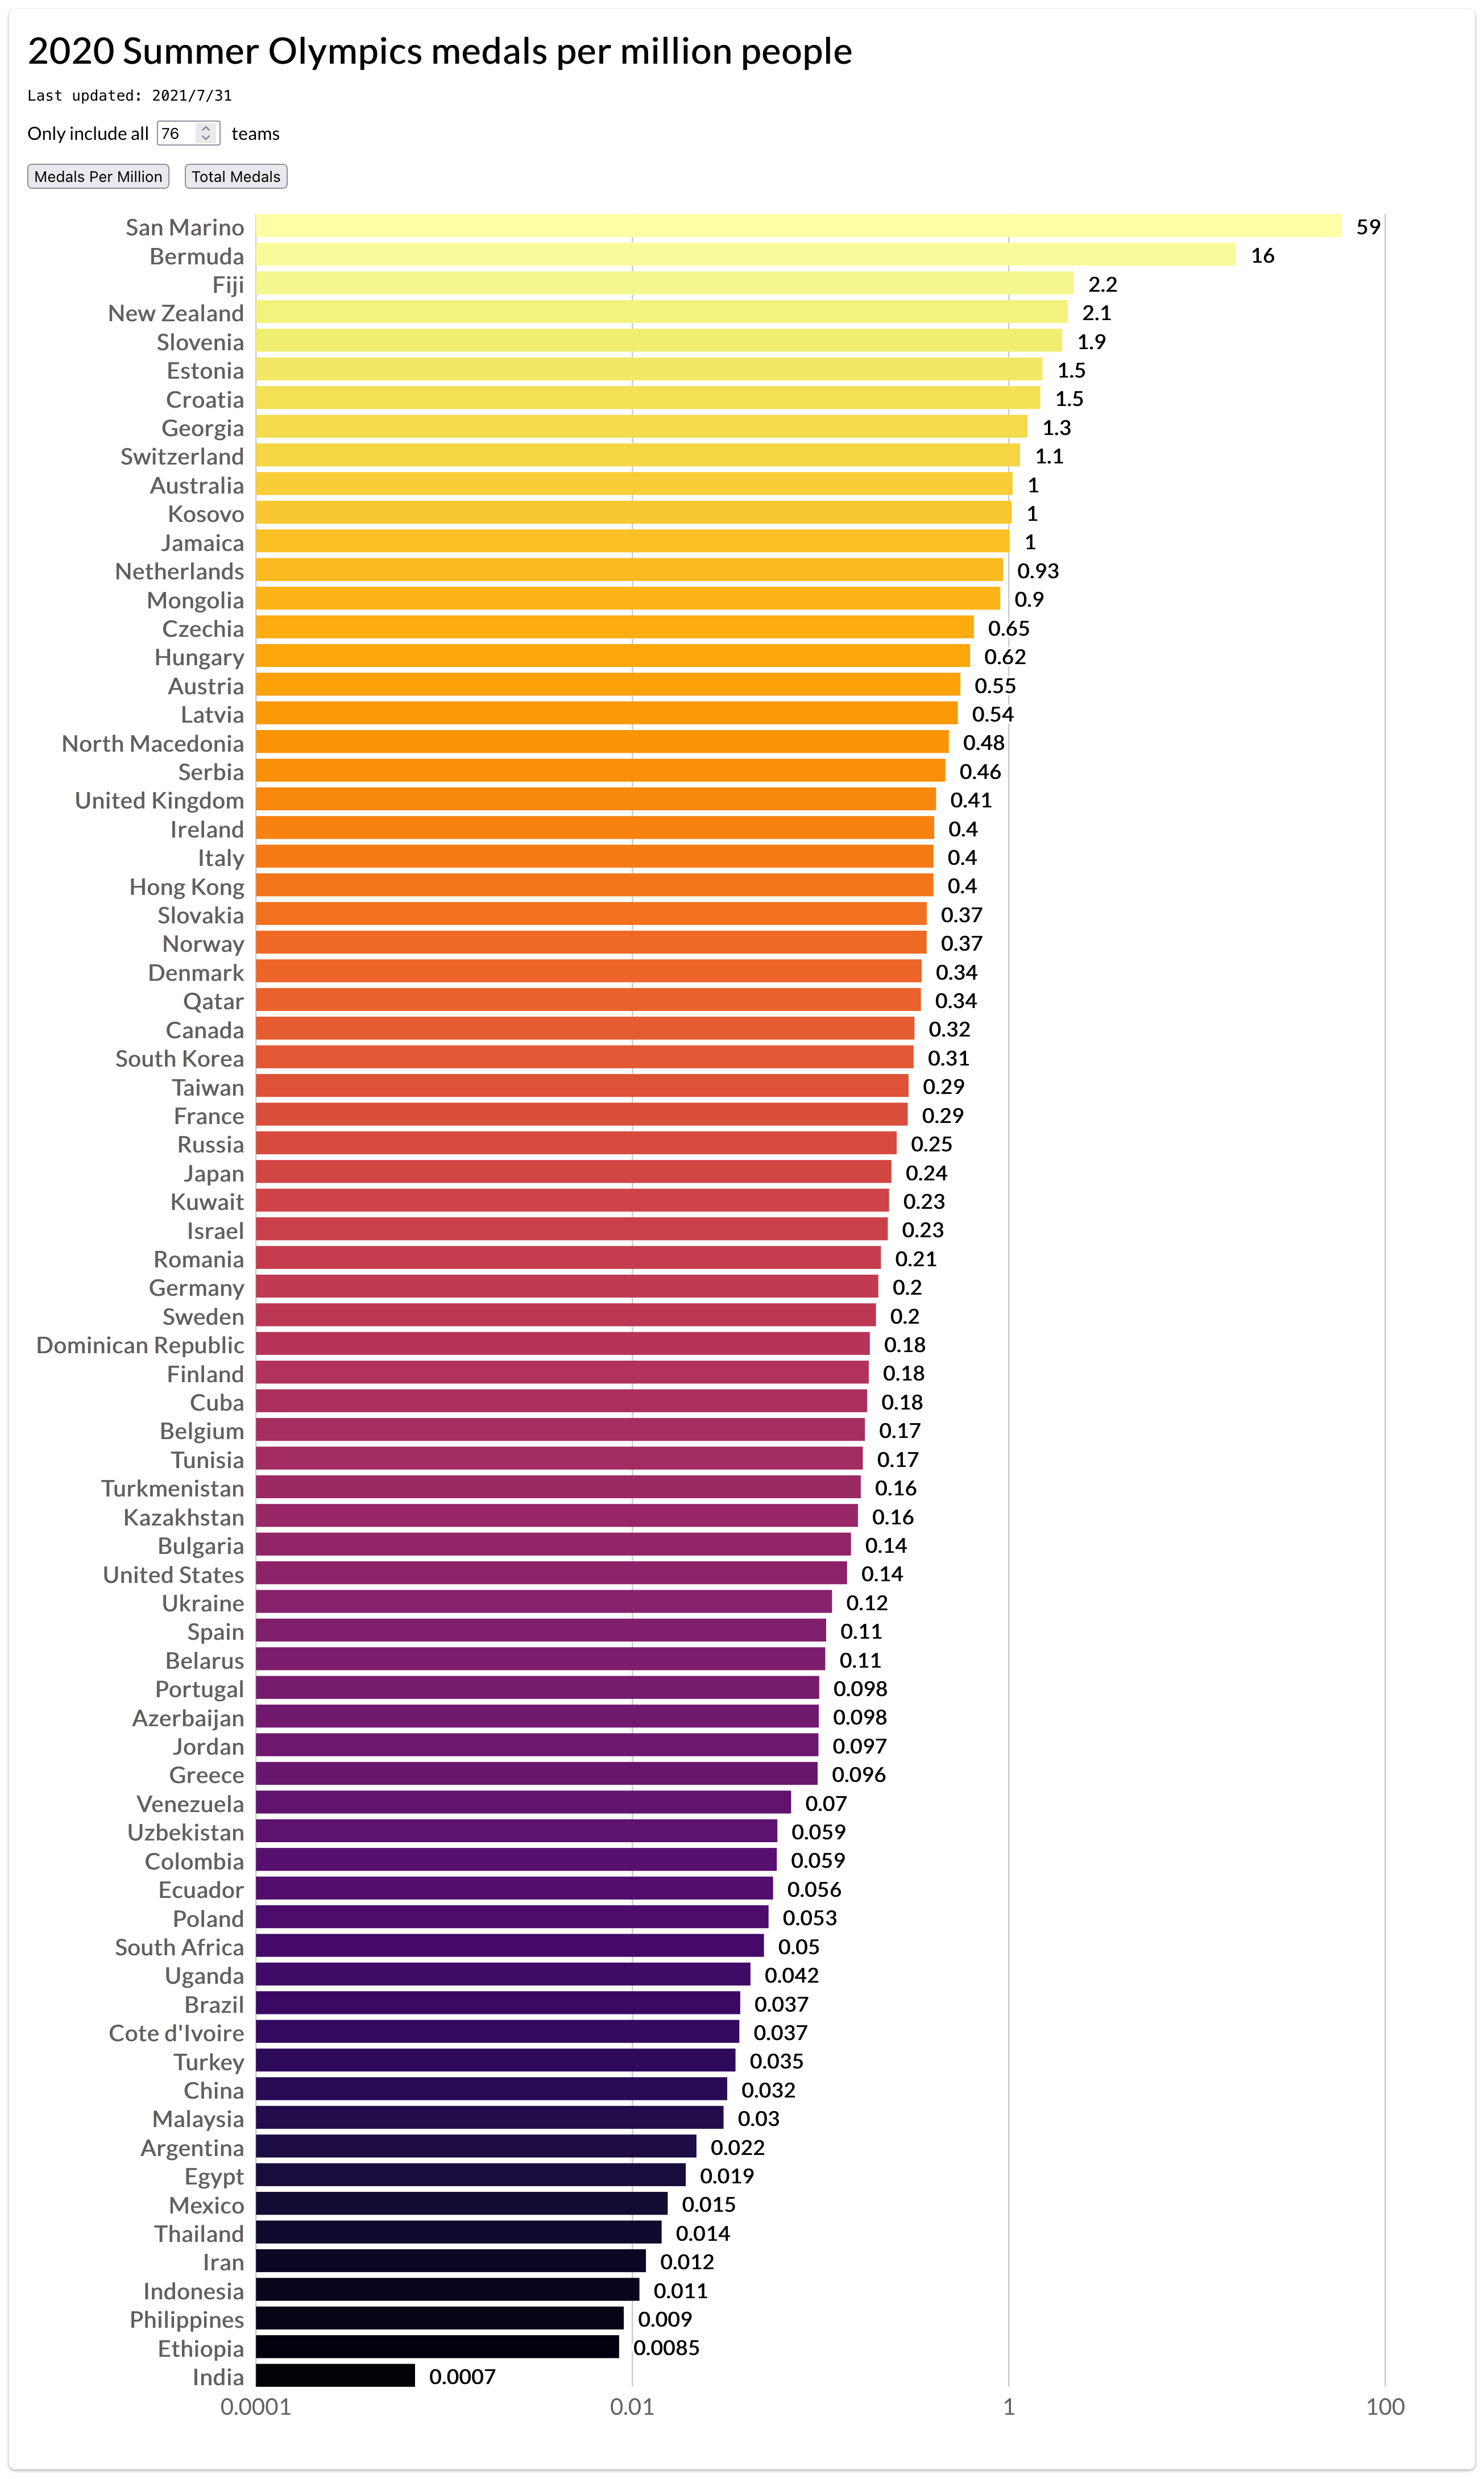 2020 Summer Olympics medals per million people
Last updated: 2021/7/31
Only include all 76 teams
Medals Per Million Total Medals
San Marino 59
Bermuda 16
Fiji 2.2
New Zealand 2.1
Slovenia 1.9
Estonia 1.5
Croatia 1.5
Georgia 1.3
Switzerland 1.1
Australia 1
Kosovo 1
Jamaica 1
Netherlands 0.93
Mongolia 0.9
Czechia 0.65
Hungary 0.62
Austria 0.55
Latvia 0.54
North Macedonia 0.48
Serbia 0.46
United Kingdom 0.41
Ireland 0.4
Italy 0.4
Hong Kong 0.4
Slovakia 0.37
Norway 0.37
Denmark 0.34
Qatar 0.34
Canada 0.32
South Korea 0.31
Taiwan 0.29
France 0.29
Russia 0.25
Japan 0.24
Kuwait 0.23
Israel 0.23
Romania 0.21
Germany 0.2
Sweden 0.2
Dominican Republic 0.18
Finland 0.18
Cuba 0.18
Belgium 0.17
Tunisia 0.17
Turkmenistan 0.16
Kazakhstan 0.16
Bulgaria 0.14
United States 0.14
Ukraine 0.12
Spain 0.11
Belarus 0.11
Portugal 0.098
Azerbaijan 0.098
Jordan 0.097
Greece 0.096
Venezuela 0.07
Uzbekistan 0.059
Colombia 0.059
Ecuador 0.056
Poland 0.053
South Africa 0.05
Uganda 0.042
Brazil 0.037
Cote d'Ivoire 0.037
Turkey 0.035
China 0.032
Malaysia 0.03
Argentina 0.022
Egypt 0.019
Mexico 0.015
Thailand 0.014
Iran 0.012
Indonesia 0.011
Philippines 0.009
Ethiopia 0.0085
India 0.0007
0.0001 0.01 1 100